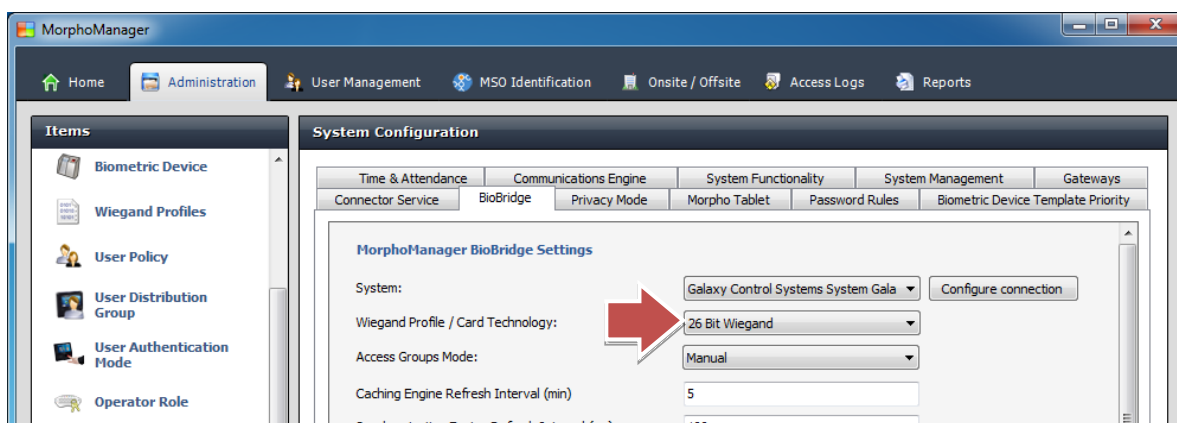 MorphoManager
Home Administration User Management MSO Identification Onsite / Offsite Access Logs Reports
Items
Biometric Device
Wiegand Profiles
User Policy
User Distribution
Group
User Authentication
Mode
Operator Role
System Configuration
Time & Attendance Communications Engine System Functionality System Management Gateways
Connector Service BioBridge Privacy Mode Morpho Tablet Password Rules Biometric Device Template Priority
MorphoManager BioBridge Settings
System: Galaxy Control Systems System Gala Configure connection
Wiegand Profile / Card Technology: 26 Bit Wiegand
Access Groups Mode: Manual
Caching Engine Refresh Interval (min) 5